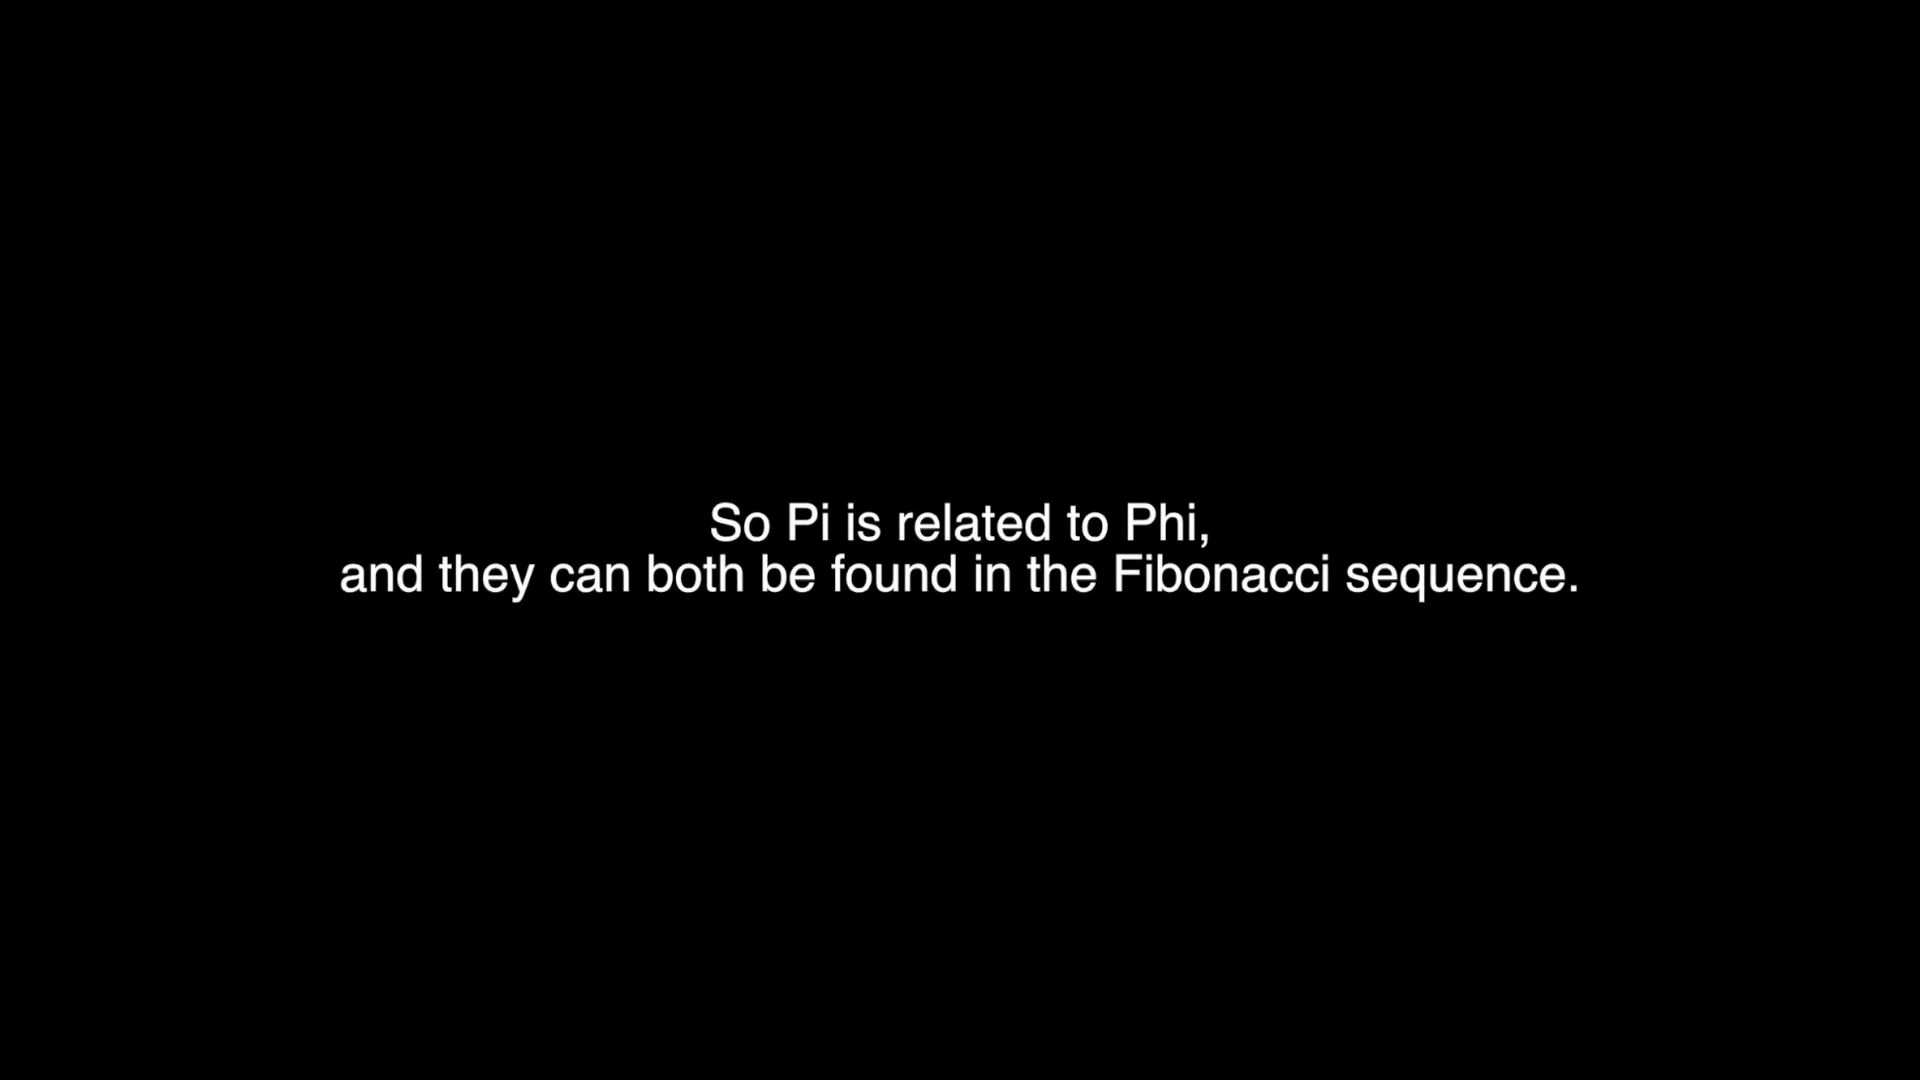 So Pi is related to Phi,
and they can both be found in the Fibonacci sequence.